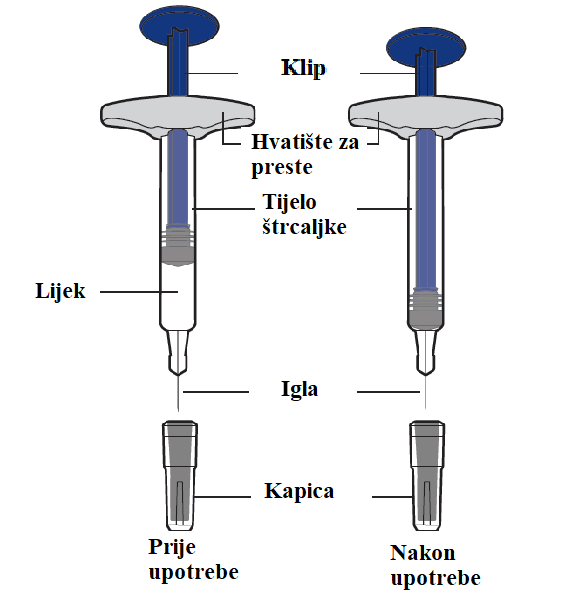 Klip
Hvatište za
preste
Tijelo
štrcaljke
Lijek
Igla
Kapica
Prije
upotrebe
Nakon
upotrebe